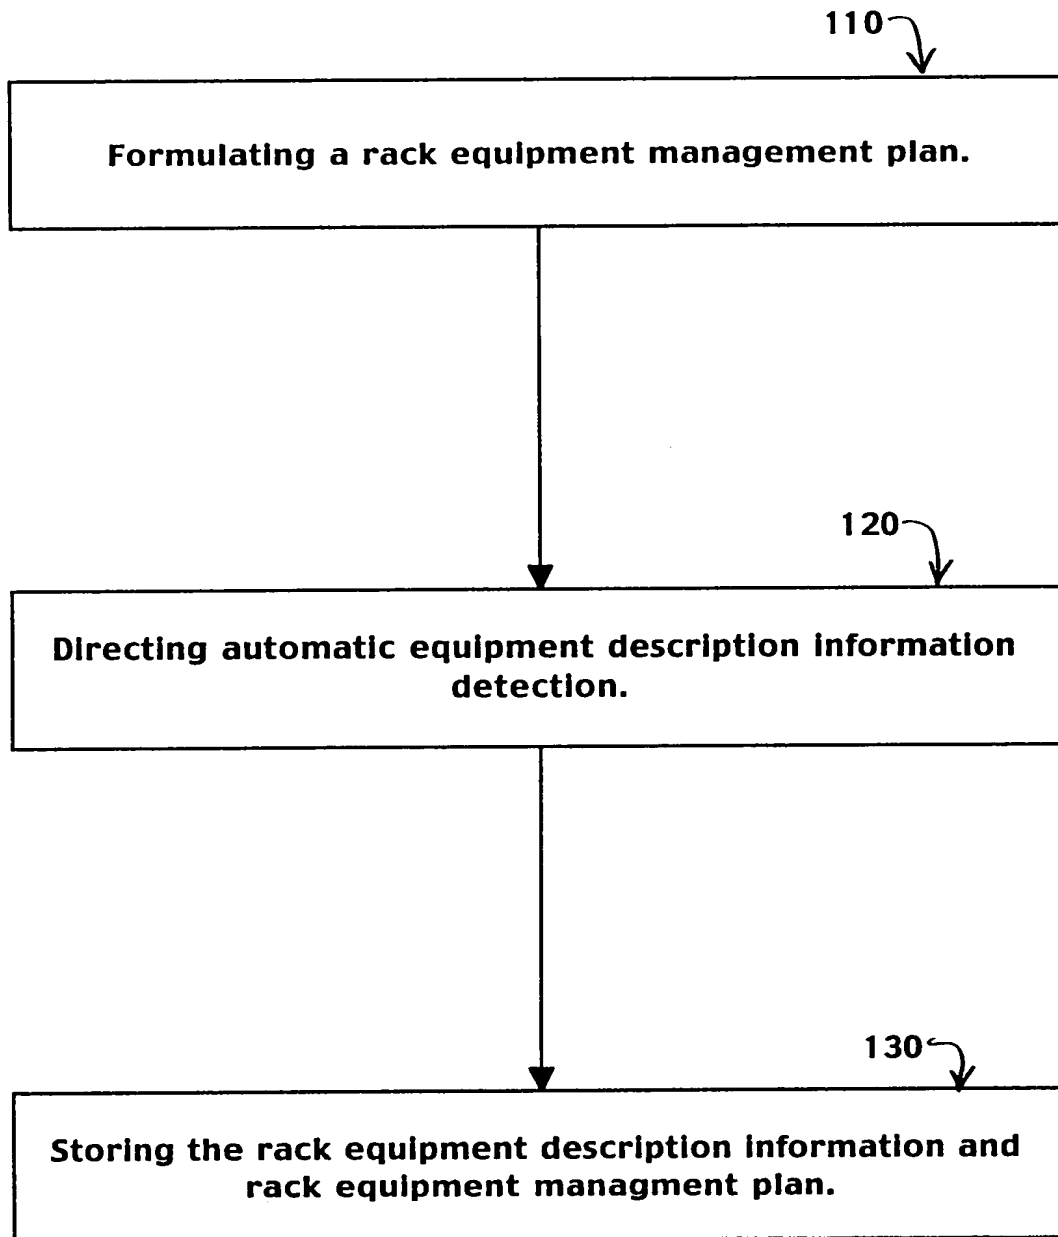 110
Formulating a rack equipment management plan.
120
Directing automatic equipment description information
detection.
130
Storing the rack equipment description information and
rack equipment managment plan.